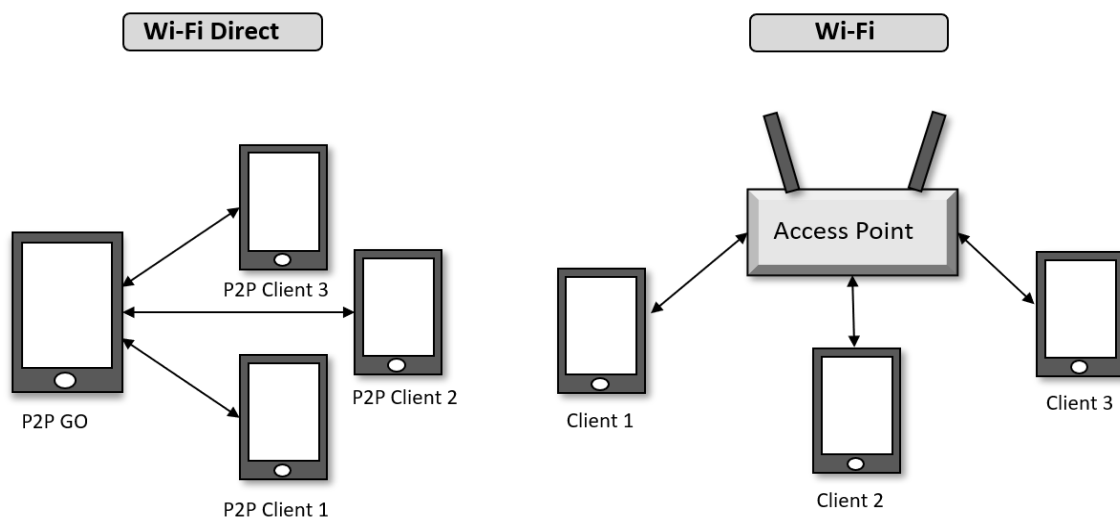 Wi-Fi Direct
P2P Client 3
P2P Client 2
P2P GO
P2P Client 1
Wi-Fi
Access Point
Client 1
Client 3
Client 2